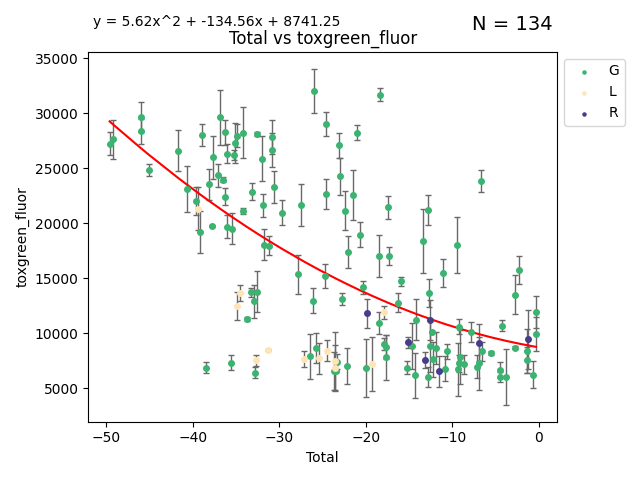 y = 5.62x^2 + -134.56x + 8741.25
N = 134
Total vs toxgreen_fluor
35000
30000
25000
20000
15000
10000
5000
toxgreen_fluor
−50
−40
−30
−20
−10
0
Total
G
L
R